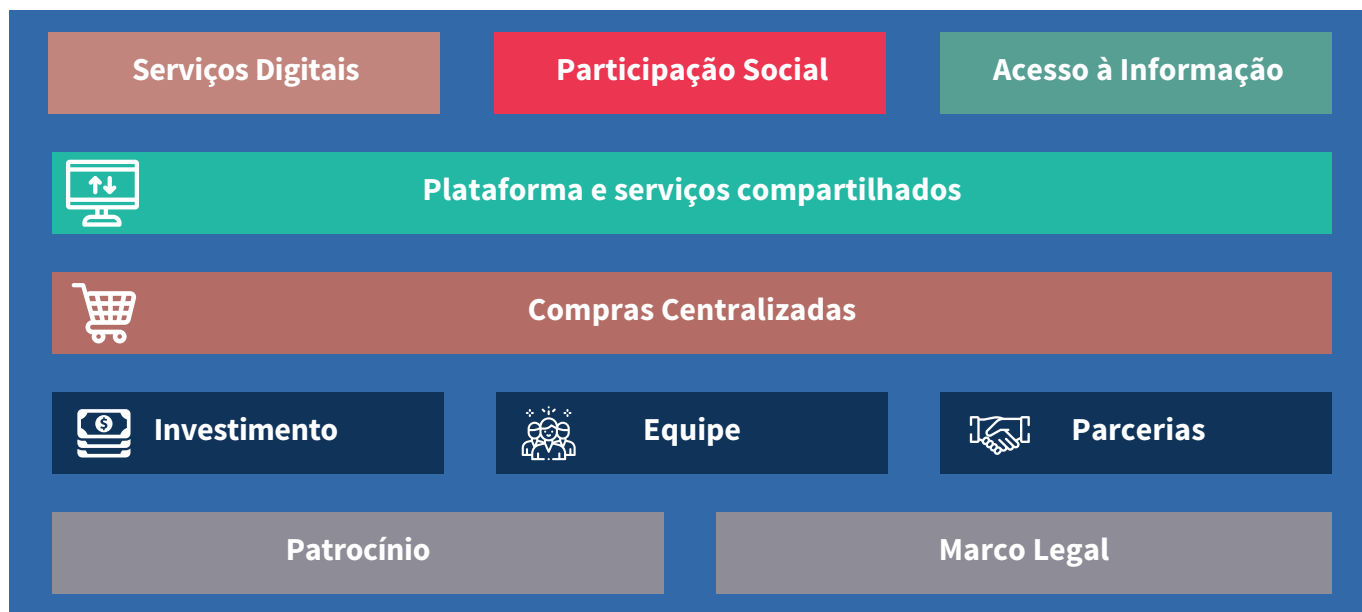 Serviços Digitais
Participação Social
Acesso à Informação
Plataforma e serviços compartilhados
Compras Centralizadas
Investimento
Equipe
Parcerias
Patrocínio
Marco Legal